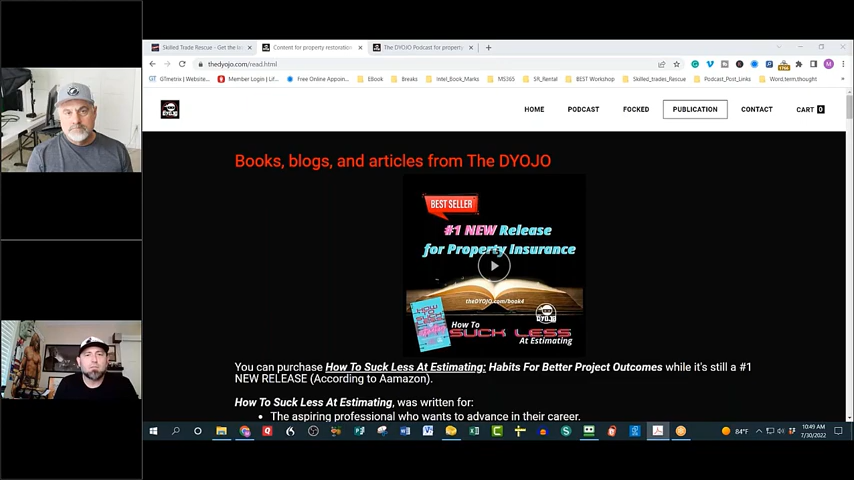 Skilled Trade Rescue - Get the le
Content for property restoration
The DYOJO Podcast for property
thedyojo.com/read.html
GTmetrix | Website...
Member Login | Lif...
Free Online Appoin...
EBook
Breaks
Intel_Book_Marks
MS365
SR_Rental
BEST Workshop
Skilled_trades_Rescue
Podcast_Post_Links
Word.term/thought
DYOJO
HOME
PODCAST
FOCKED
PUBLICATION
CONTACT
CART 0
Books, blogs, and articles from The DYOJO
BEST SELLER
#1 NEW Release
for Property Insurance
theDYOJO.com/book4
DYOJO
How To
SUCK LESS
At Estimating
You can purchase How To Suck Less At Estimating: Habits For Better Project Outcomes while it's still a #1
NEW RELEASE (According to Aamazon).
How To Suck Less At Estimating, was written for:
The aspiring professional who wants to advance in their career.
84°F
10:49 AM
7/30/2022